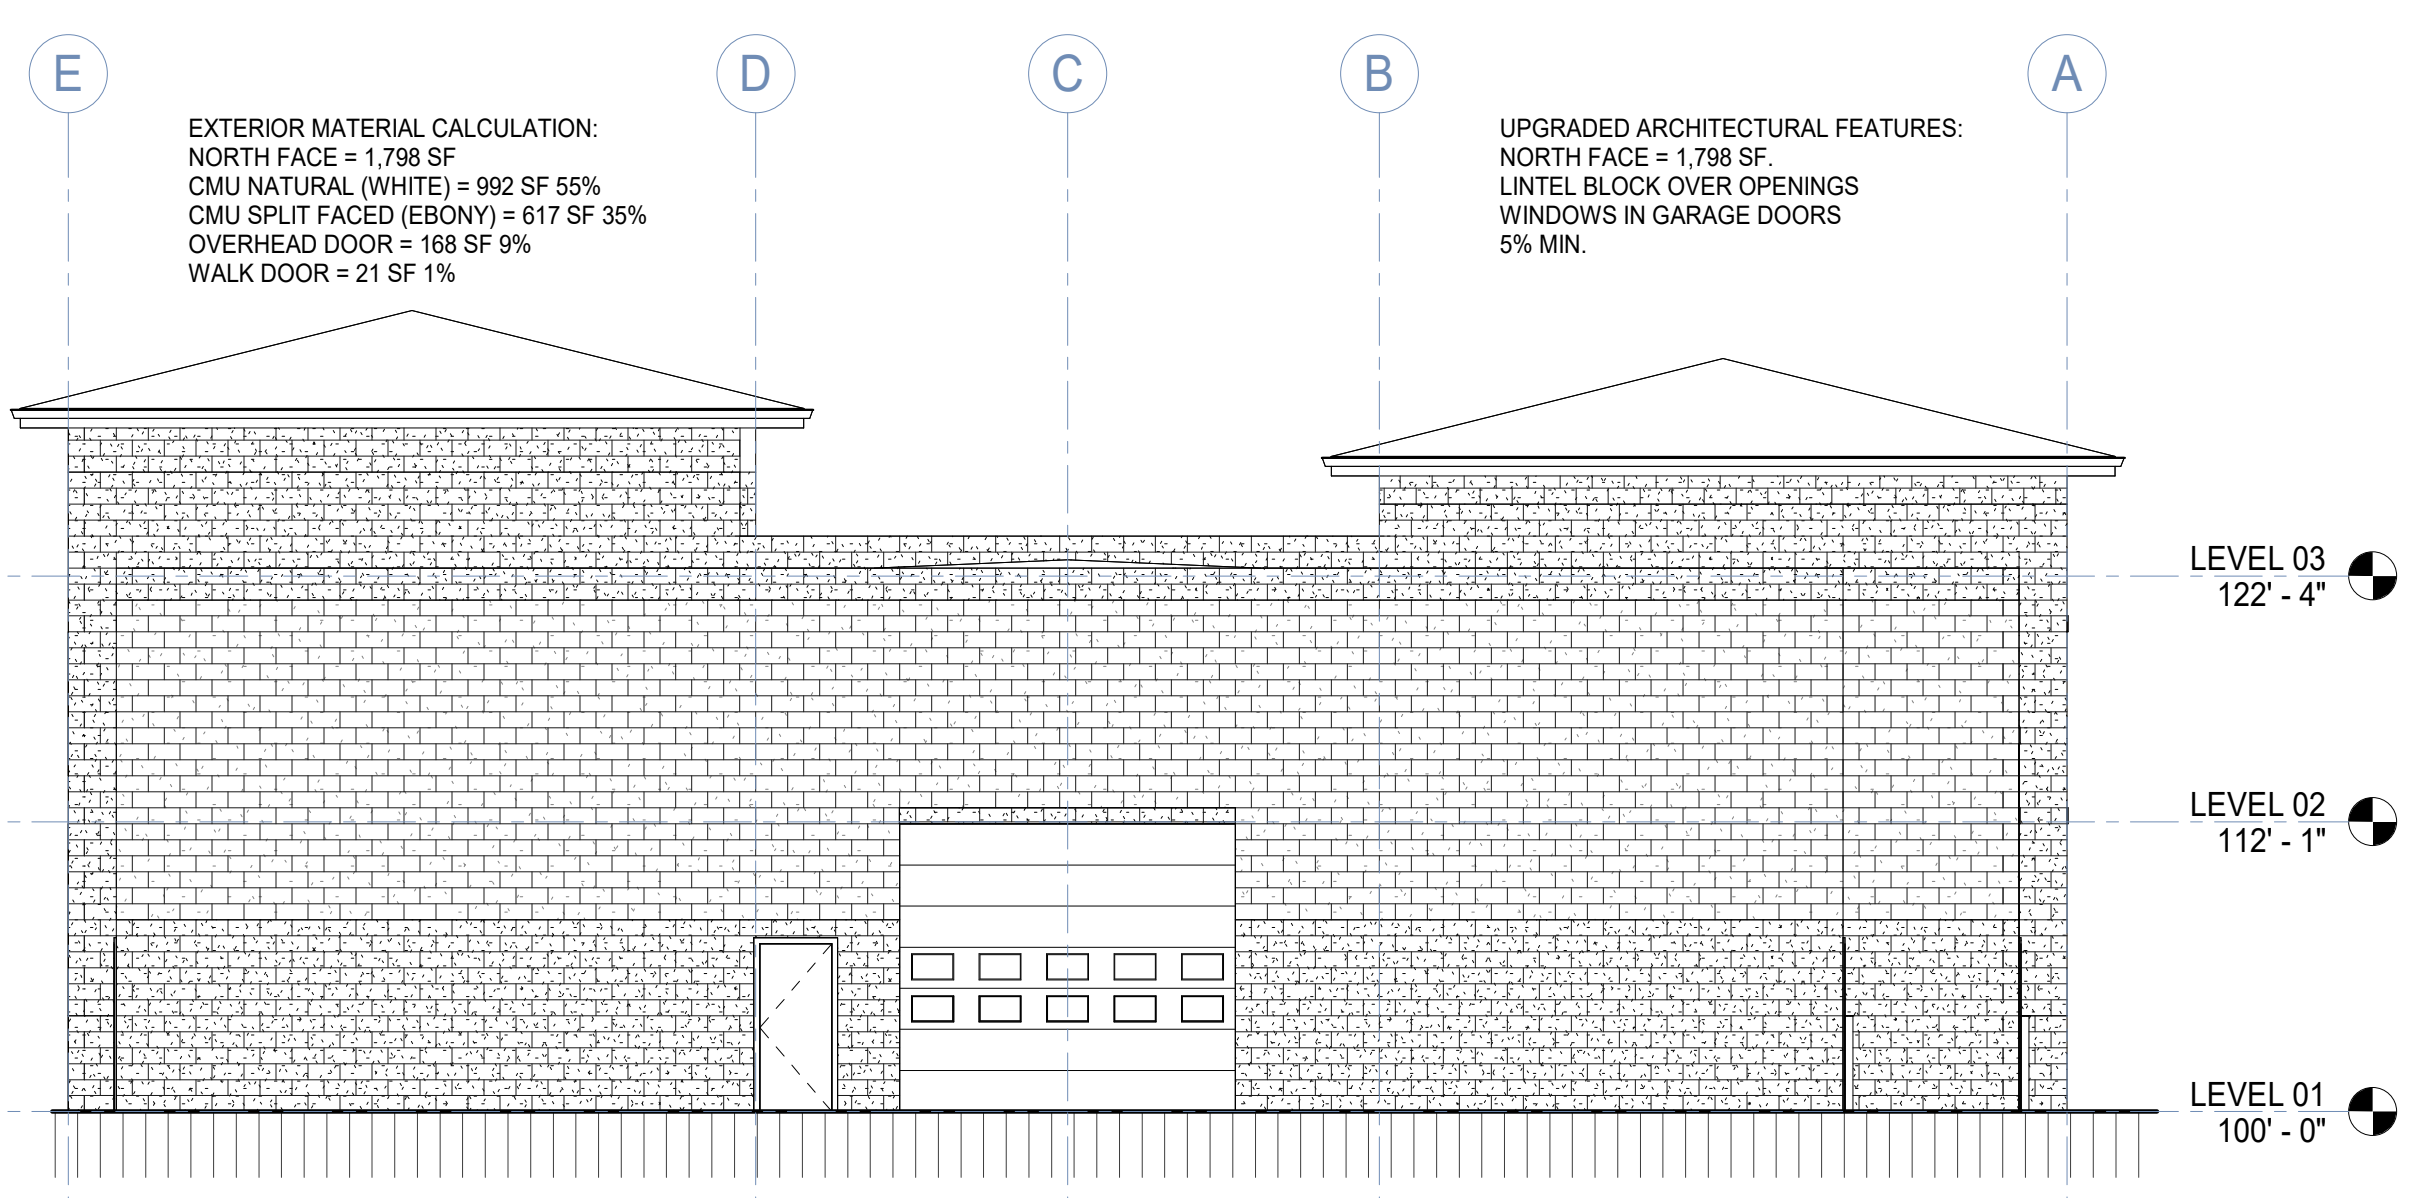 E
D
C
B
A
EXTERIOR MATERIAL CALCULATION:
NORTH FACE = 1,798 SF
CMU NATURAL (WHITE) = 992 SF 55%
CMU SPLIT FACED (EBONY) = 617 SF 35%
OVERHEAD DOOR = 168 SF 9%
WALK DOOR = 21 SF 1%
UPGRADED ARCHITECTURAL FEATURES:
NORTH FACE = 1,798 SF.
LINTEL BLOCK OVER OPENINGS
WINDOWS IN GARAGE DOORS
5% MIN.
LEVEL 03
122' - 4"
LEVEL 02
112' - 1"
LEVEL 01
100' - 0"